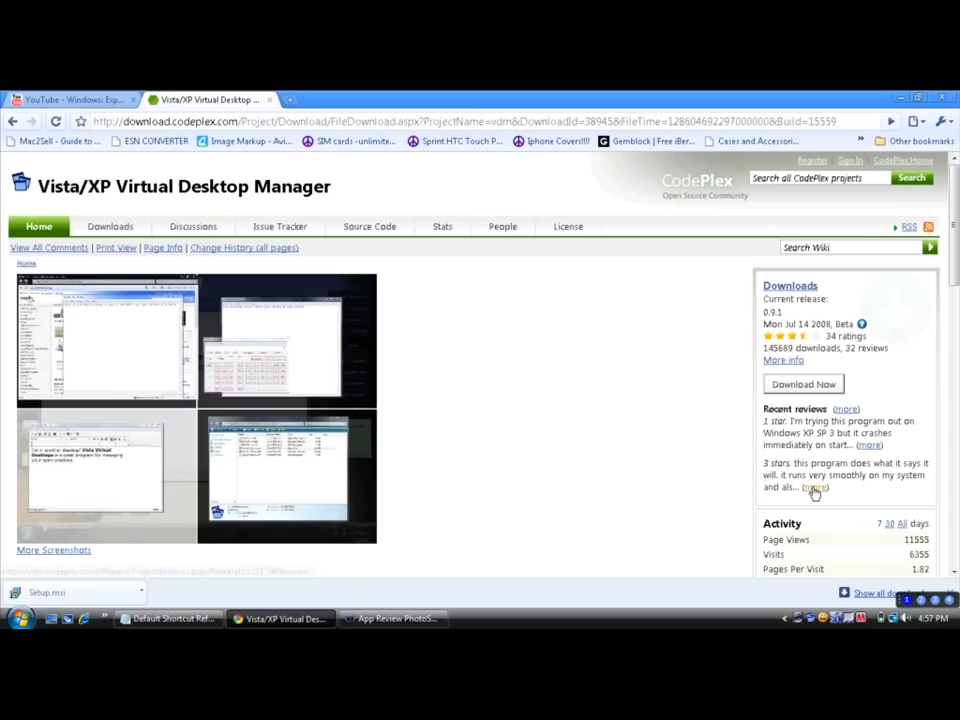 YouTube - Windows: Exp...
Vista/XP Virtual Desktop ...
http://download.codeplex.com/Project/Download/FileDownload.aspx?ProjectName=vdm&DownloadId=38945&FileTime=128604692297000000&Build=15559
Mac2Sell - Guide to ...
ESN CONVERTER
Image Markup - Avi...
SIM cards -unlimite...
Sprint HTC Touch P...
Iphone Covers!!!!
Gemblock | Free iBer...
Cases and Accessori...
»
Other bookmarks
Register | Sign In | CodePlex Home
Vista/XP Virtual Desktop Manager
CodePlex
Open Source Community
Search all CodePlex projects
Search
Home
Downloads
Discussions
Issue Tracker
Source Code
Stats
People
License
RSS
View All Comments | Print View | Page Info | Change History (all pages)
Search Wiki
Home
Downloads
Current release:
0.9.1
Mon Jul 14 2008, Beta
34 ratings
145689 downloads, 32 reviews
More info
Download Now
Recent reviews (more)
1 star. I'm trying this program out on
Windows XP SP 3 but it crashes
immediately on start... (more)
3 stars. this program does what it says it
will. it runs very smoothly on my system
and als... (more)
More Screenshots
Activity
7 30 All days
Page Views 11555
Visits 6355
Pages Per Visit 1.82
Setup.msi
Show all do
1 2 3 4
Default Shortcut Ref...
Vista/XP Virtual Des...
App Review PhotoS...
4:57 PM